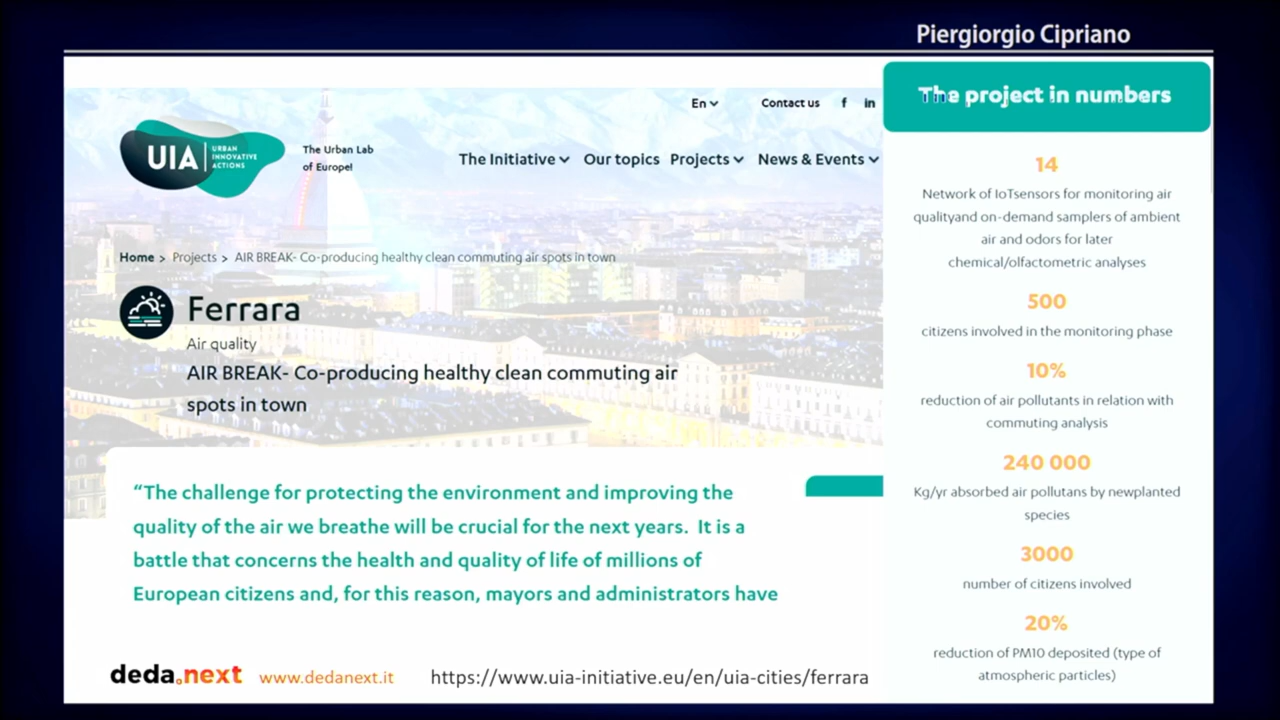 Piergiorgio Cipriano
En
Contact us
f
in
UIA
URBAN
INNOVATIVE
ACTIONS
The Urban Lab
of Europe!
The Initiative
Our topics
Projects
News & Events
Home > Projects > AIR BREAK- Co-producing healthy clean commuting air spots in town
Ferrara
Air quality
AIR BREAK- Co-producing healthy clean commuting air
spots in town
“The challenge for protecting the environment and improving the
quality of the air we breathe will be crucial for the next years. It is a
battle that concerns the health and quality of life of millions of
European citizens and, for this reason, mayors and administrators have
deda.next
www.dedanext.it
https://www.uia-initiative.eu/en/uia-cities/ferrara
The project in numbers
14
Network of IoTsensors for monitoring air
qualityand on-demand samplers of ambient
air and odors for later
chemical/olfactometric analyses
500
citizens involved in the monitoring phase
10%
reduction of air pollutants in relation with
commuting analysis
240 000
Kg/yr absorbed air pollutans by newplanted
species
3000
number of citizens involved
20%
reduction of PM10 deposited (type of
atmospheric particles)